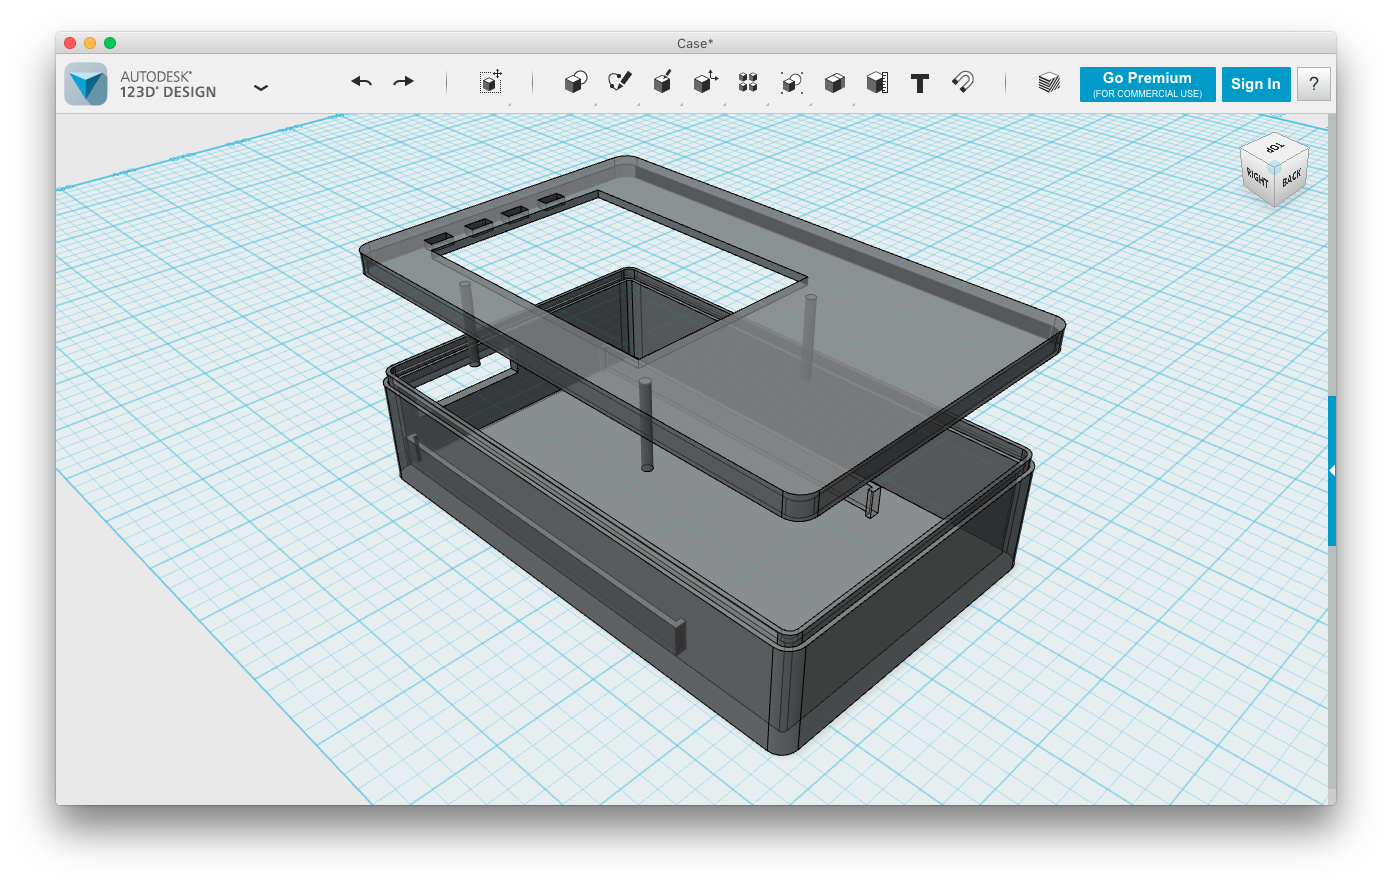 Case*
AUTODESK®
123D® DESIGN
Go Premium
(FOR COMMERCIAL USE)
Sign In
?
TOP
RIGHT
BACK